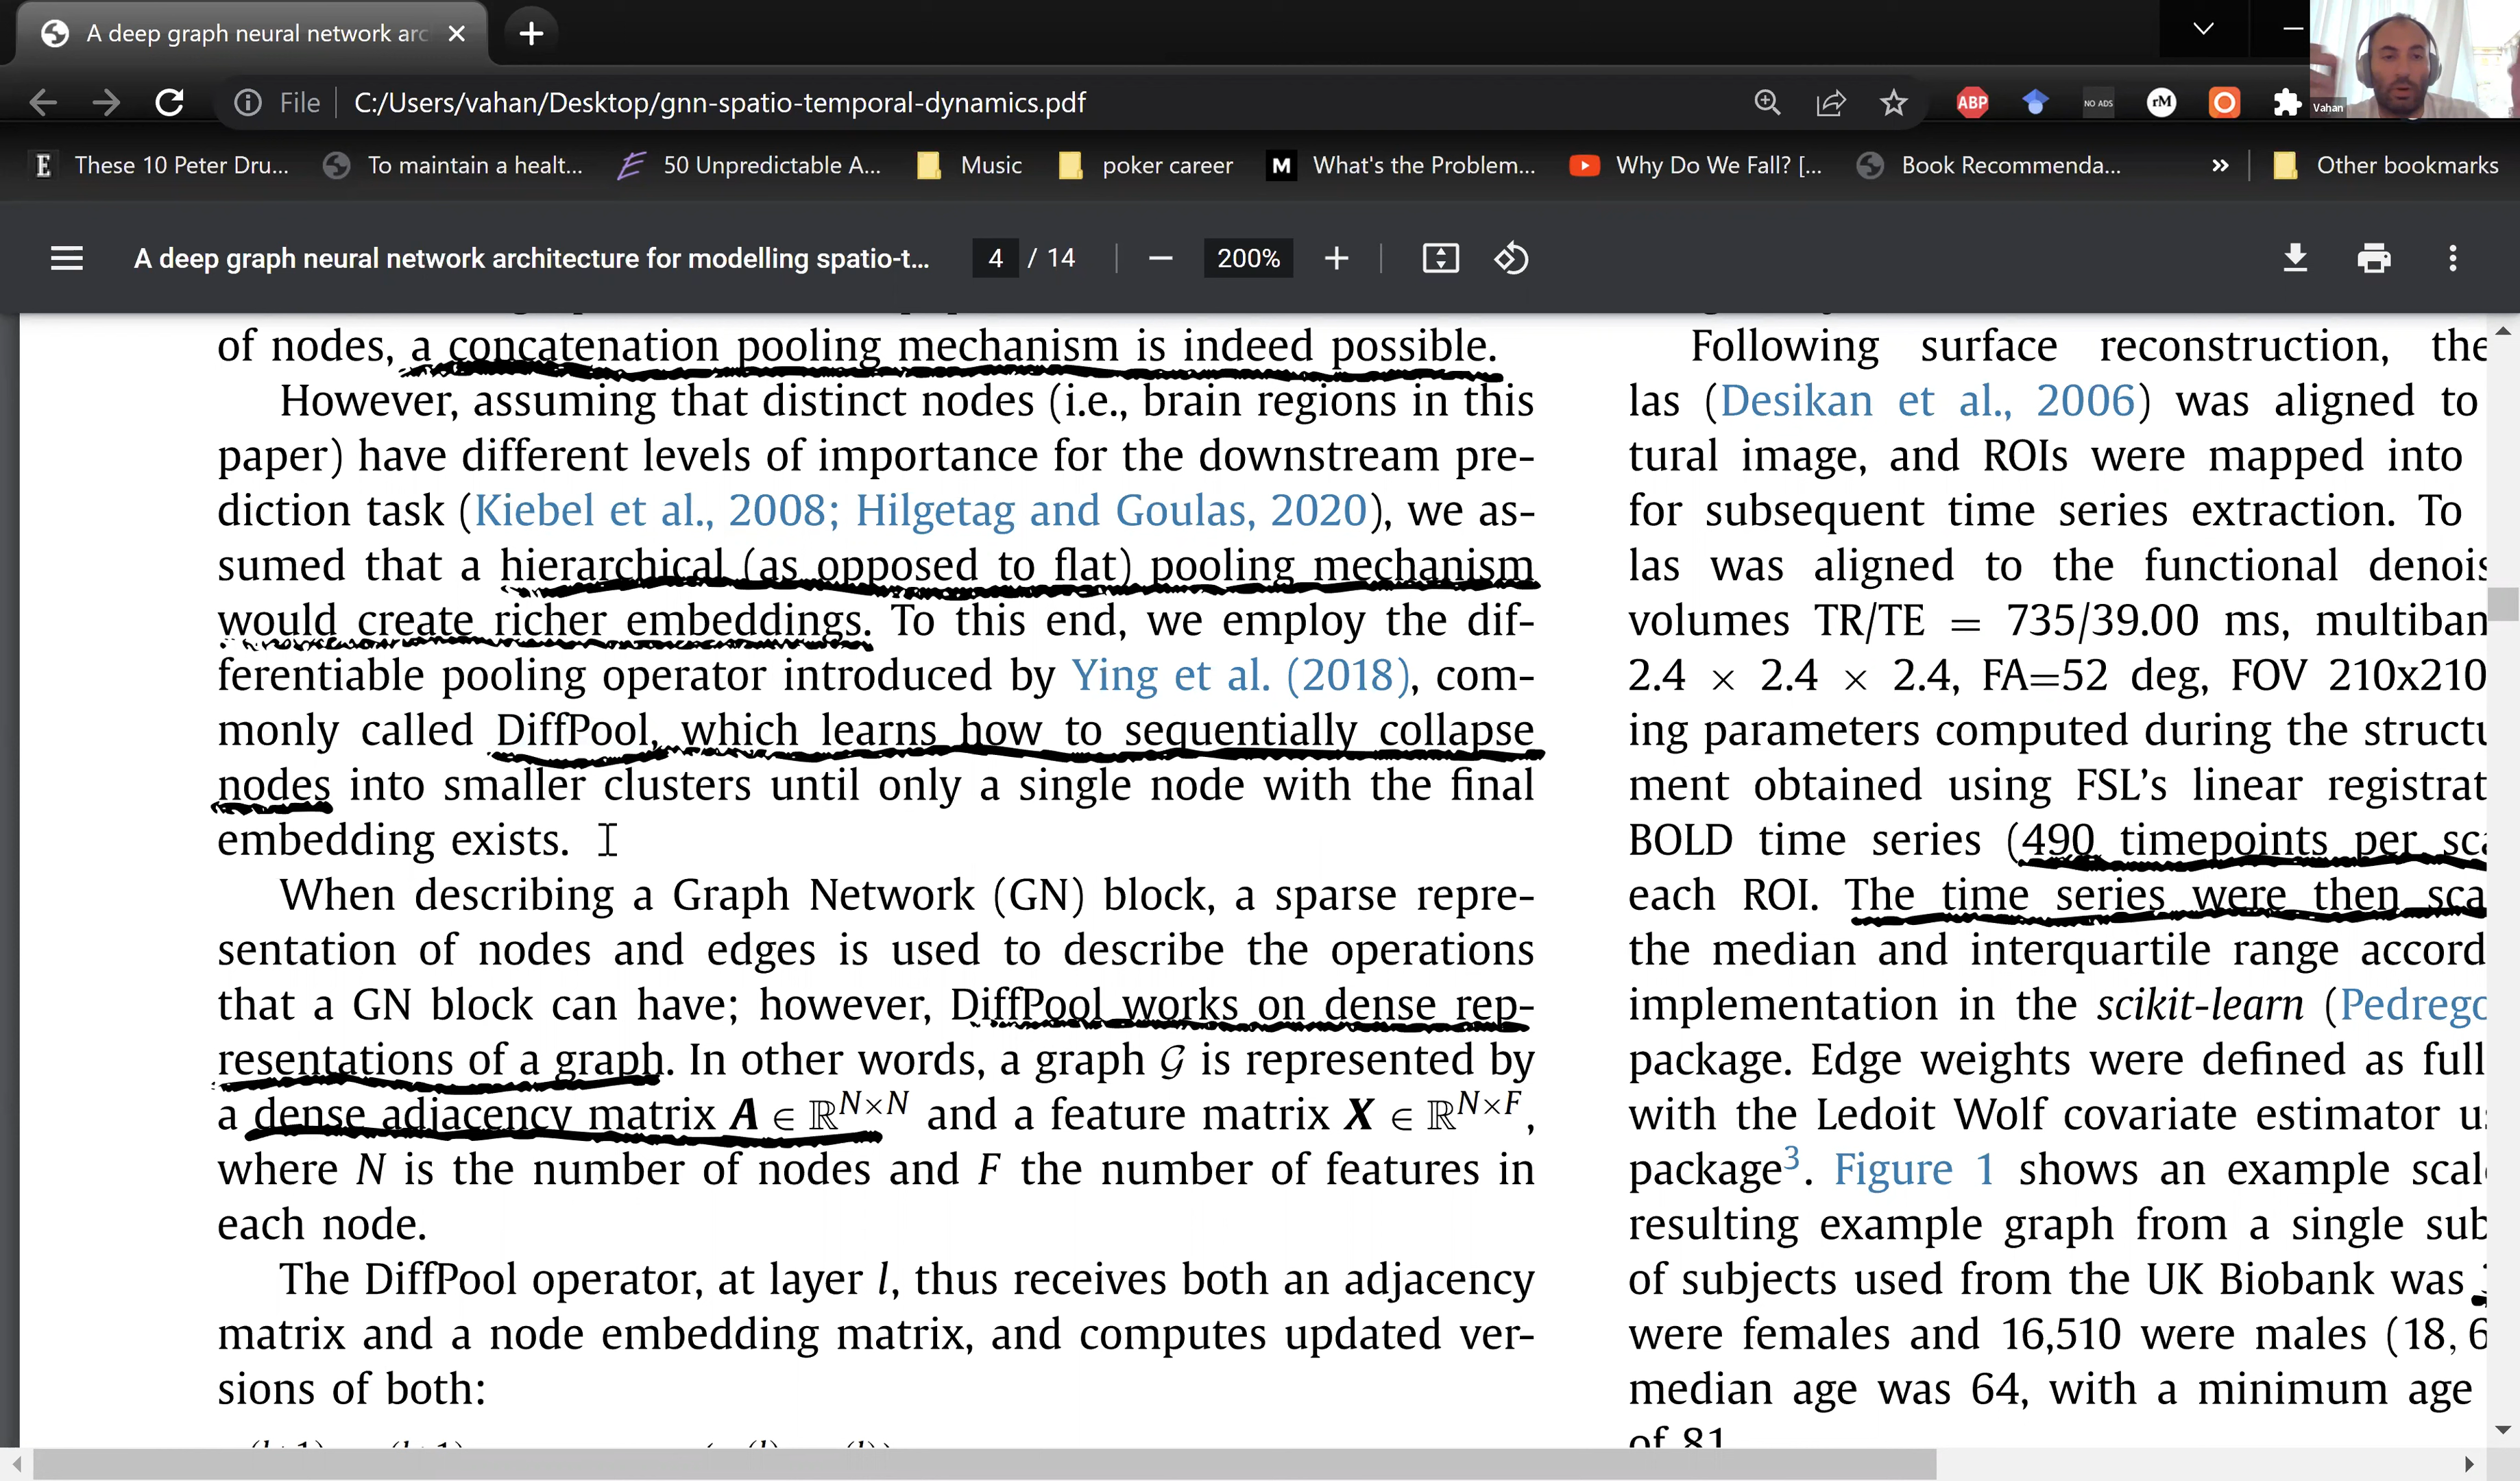 A deep graph neural network arc
File
C:/Users/vahan/Desktop/gnn-spatio-temporal-dynamics.pdf
ABP
NO ADS
rM
Vahan
E
These 10 Peter Dru...
To maintain a healt...
50 Unpredictable A...
Music
poker career
M
What's the Problem...
Why Do We Fall? [...
Book Recommenda...
»
Other bookmarks
A deep graph neural network architecture for modelling spatio-t...
4 / 14
200%
of nodes, a concatenation pooling mechanism is indeed possible.
However, assuming that distinct nodes (i.e., brain regions in this
paper) have different levels of importance for the downstream pre-
diction task (Kiebel et al., 2008; Hilgetag and Goulas, 2020), we as-
sumed that a hierarchical (as opposed to flat) pooling mechanism
would create richer embeddings. To this end, we employ the dif-
ferentiable pooling operator introduced by Ying et al. (2018), com-
monly called DiffPool, which learns how to sequentially collapse
nodes into smaller clusters until only a single node with the final
embedding exists.
When describing a Graph Network (GN) block, a sparse repre-
sentation of nodes and edges is used to describe the operations
that a GN block can have; however, DiffPool works on dense rep-
resentations of a graph. In other words, a graph 𝒢 is represented by
a dense adjacency matrix A ∈ ℝ^{N×N} and a feature matrix X ∈ ℝ^{N×F},
where N is the number of nodes and F the number of features in
each node.
The DiffPool operator, at layer l, thus receives both an adjacency
matrix and a node embedding matrix, and computes updated ver-
sions of both:
Following surface reconstruction, the
las (Desikan et al., 2006) was aligned to
tural image, and ROIs were mapped into
for subsequent time series extraction. To
las was aligned to the functional denois
volumes TR/TE = 735/39.00 ms, multiban
2.4 × 2.4 × 2.4, FA=52 deg, FOV 210x210
ing parameters computed during the structu
ment obtained using FSL's linear registrat
BOLD time series (490 timepoints per sca
each ROI. The time series were then sca
the median and interquartile range accord
implementation in the scikit-learn (Pedrego
package. Edge weights were defined as full
with the Ledoit Wolf covariate estimator us
package³. Figure 1 shows an example scale
resulting example graph from a single sub
of subjects used from the UK Biobank was
were females and 16,510 were males (18, 6
median age was 64, with a minimum age
of 81